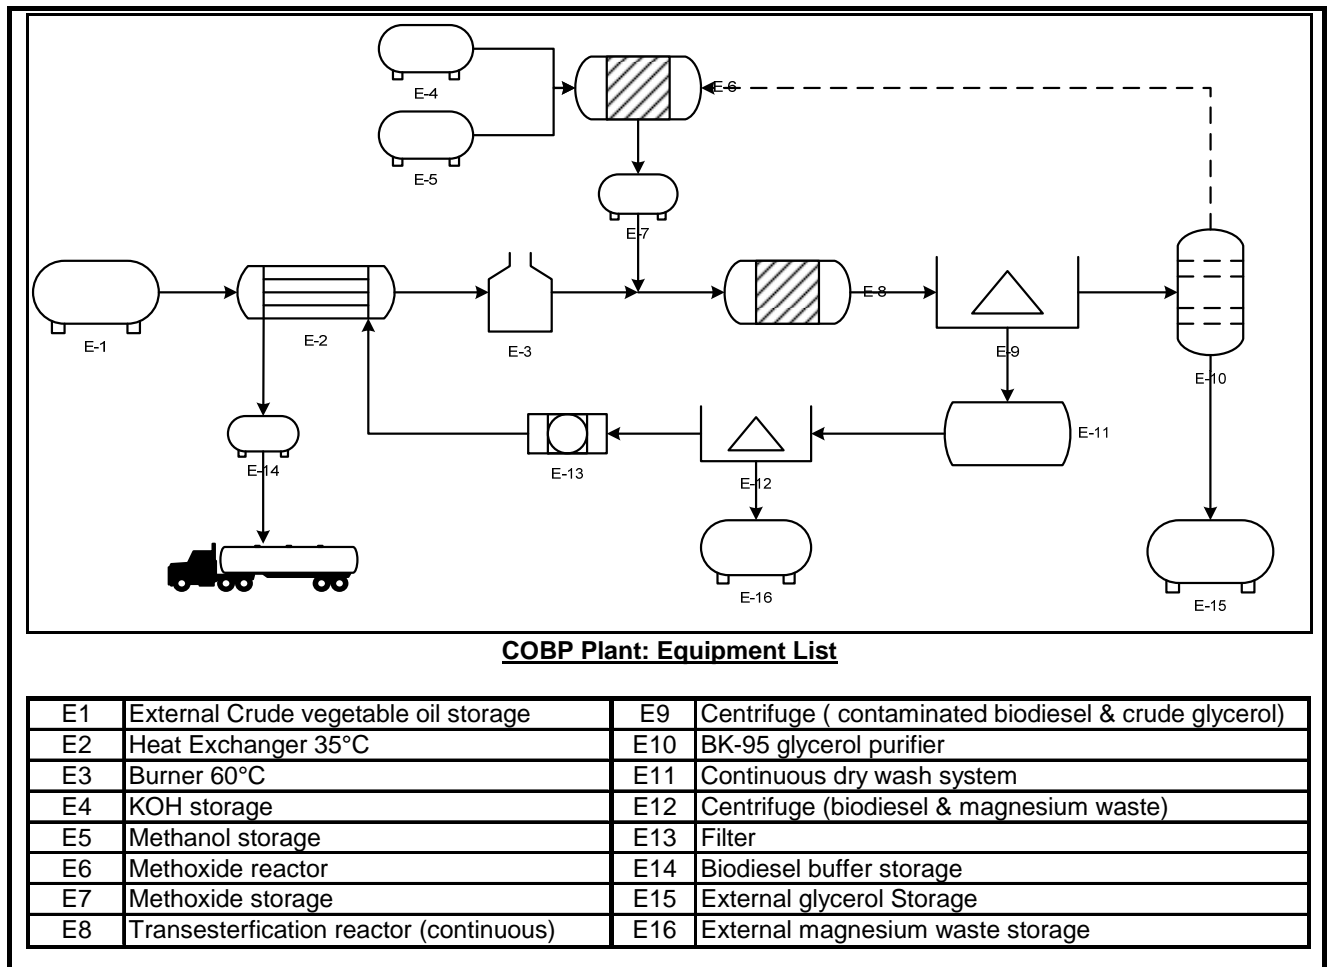 E-4
E-6
E-5
E-7
E-1
E-2
E-3
E-8
E-9
E-10
E-14
E-13
E-12
E-11
E-16
E-15
COBP Plant: Equipment List
E1 External Crude vegetable oil storage E9 Centrifuge ( contaminated biodiesel & crude glycerol)
E2 Heat Exchanger 35°C E10 BK-95 glycerol purifier
E3 Burner 60°C E11 Continuous dry wash system
E4 KOH storage E12 Centrifuge (biodiesel & magnesium waste)
E5 Methanol storage E13 Filter
E6 Methoxide reactor E14 Biodiesel buffer storage
E7 Methoxide storage E15 External glycerol Storage
E8 Transesterfication reactor (continuous) E16 External magnesium waste storage